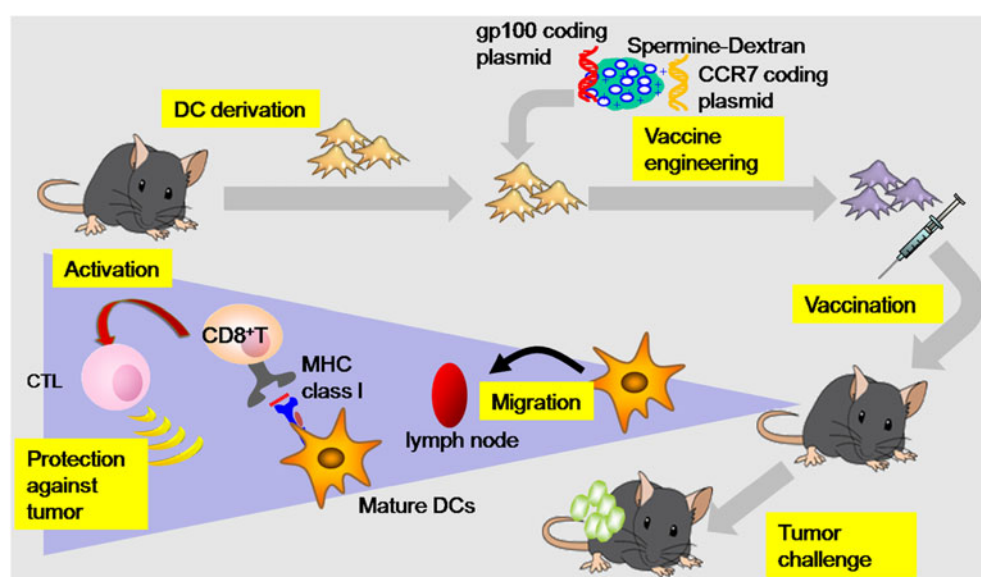 gp100 coding
plasmid
Spermine-Dextran
CCR7 coding
plasmid
DC derivation
Vaccine
engineering
Activation
Vaccination
CD8⁺T
MHC
class I
CTL
Migration
lymph node
Protection
against
tumor
Mature DCs
Tumor
challenge